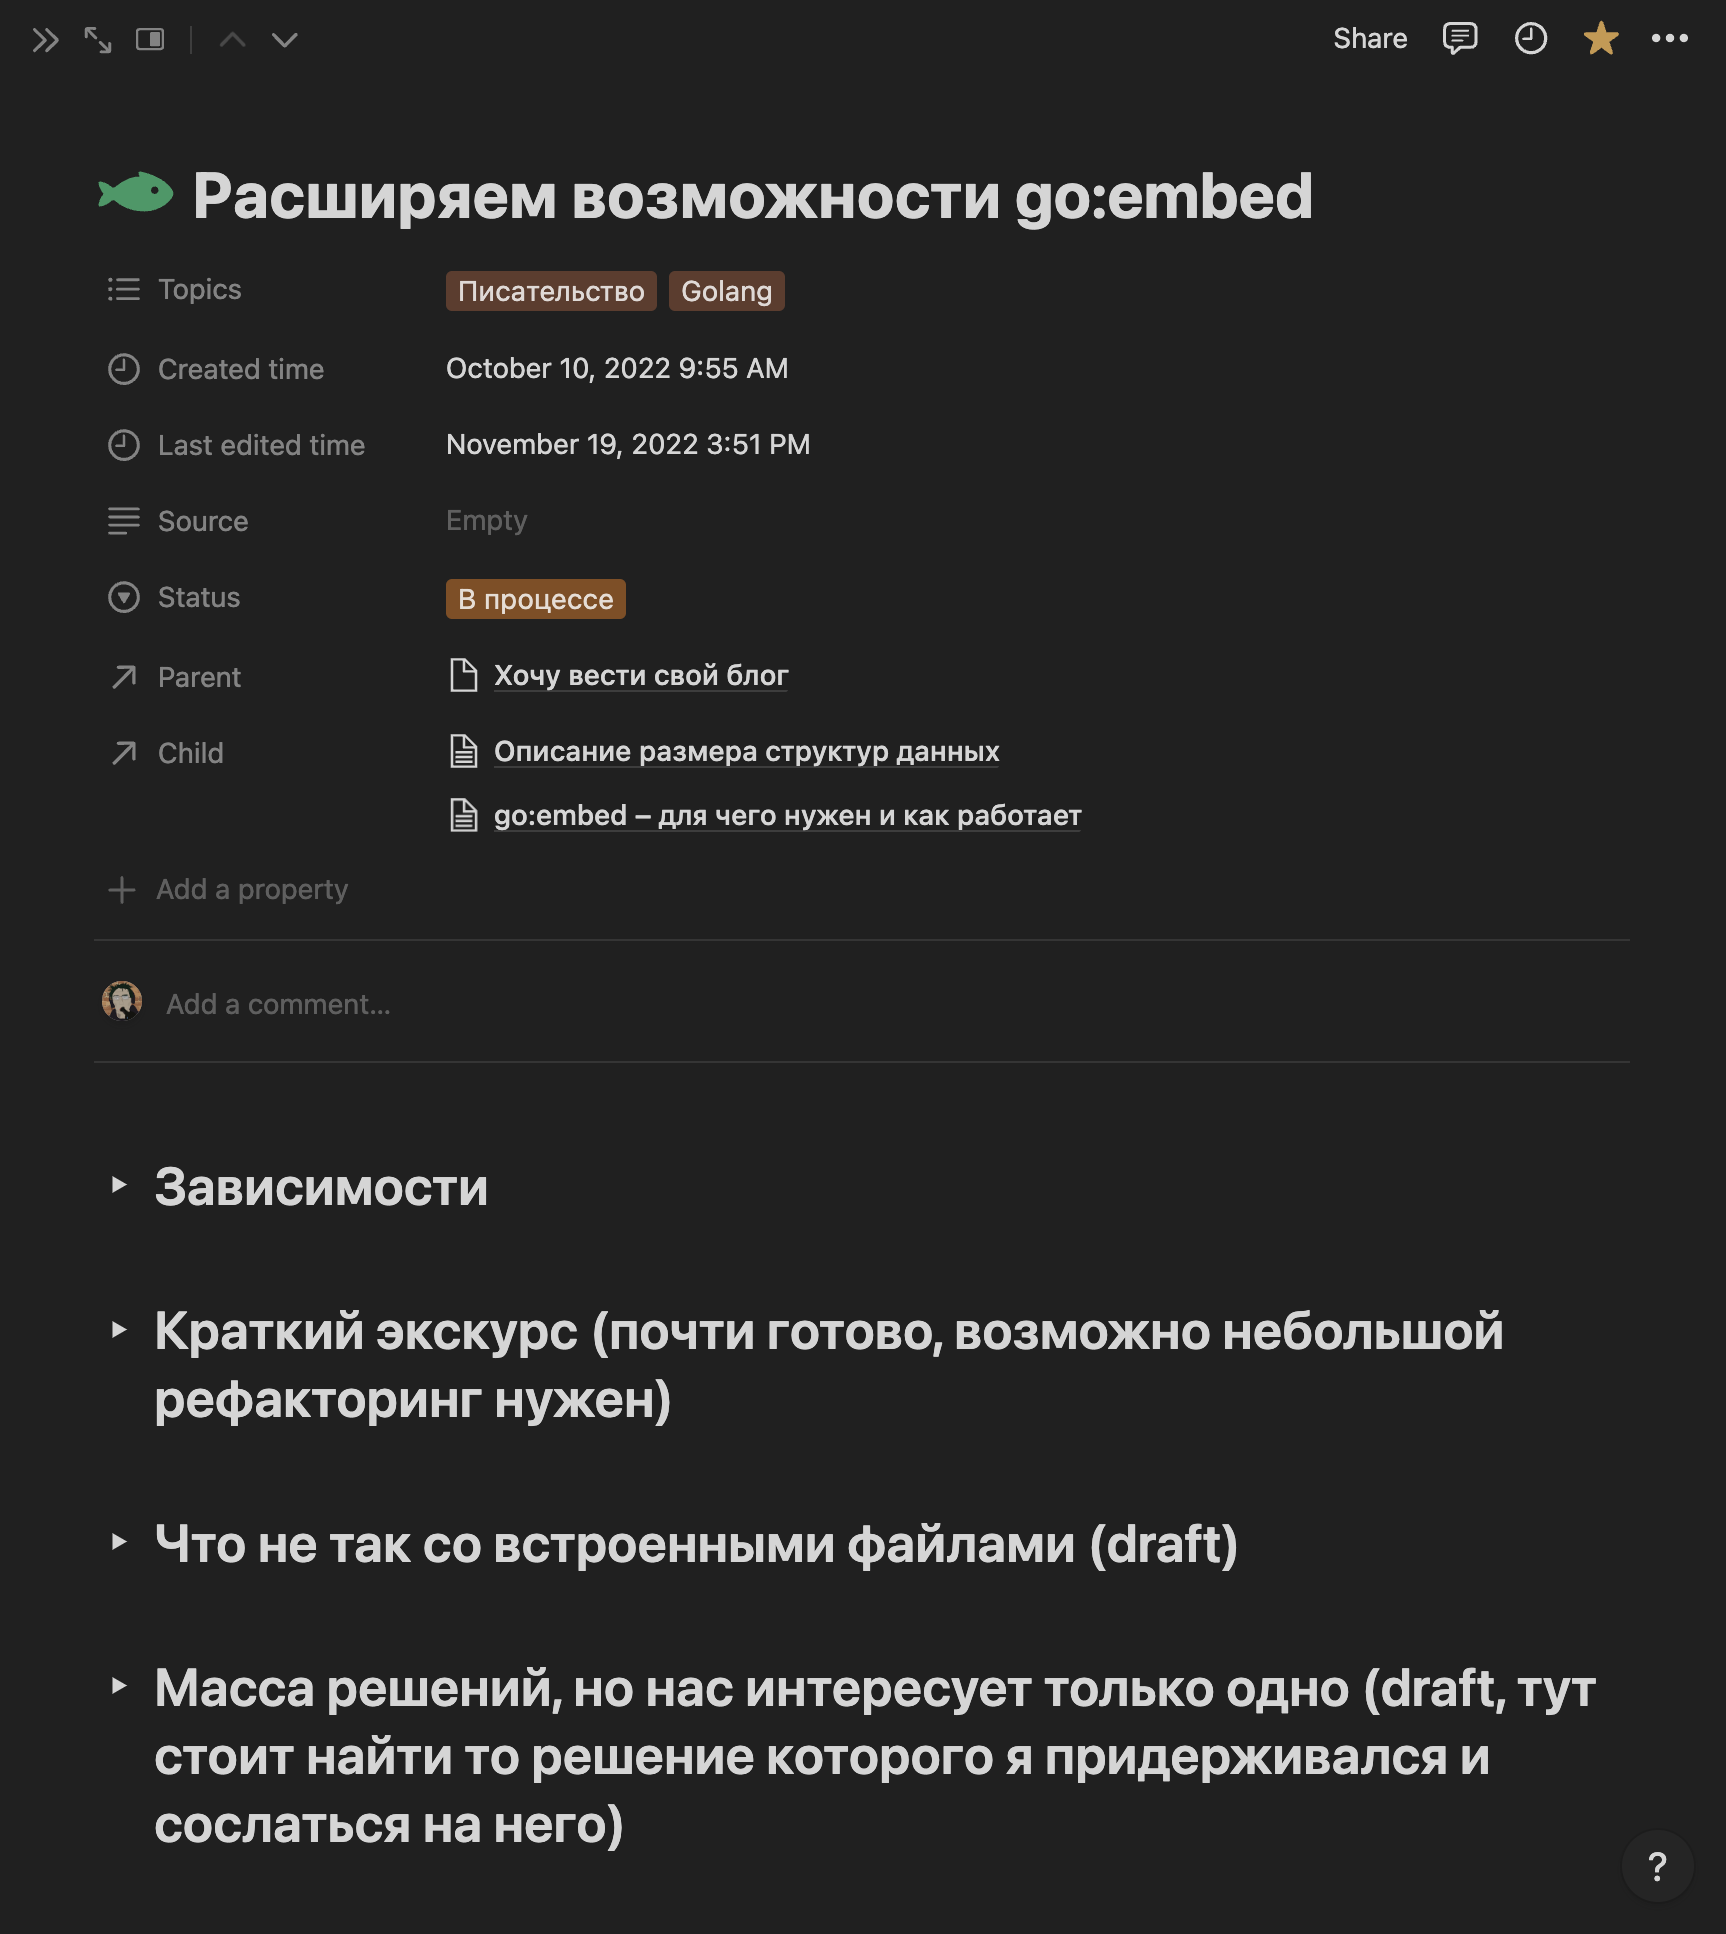 Share
Расширяем возможности go:embed
Topics Писательство Golang
Created time October 10, 2022 9:55 AM
Last edited time November 19, 2022 3:51 PM
Source Empty
Status В процессе
Parent Хочу вести свой блог
Child Описание размера структур данных
go:embed – для чего нужен и как работает
Add a property
Add a comment...
Зависимости
Краткий экскурс (почти готово, возможно небольшой
рефакторинг нужен)
Что не так со встроенными файлами (draft)
Масса решений, но нас интересует только одно (draft, тут
стоит найти то решение которого я придерживался и
сослаться на него)
?